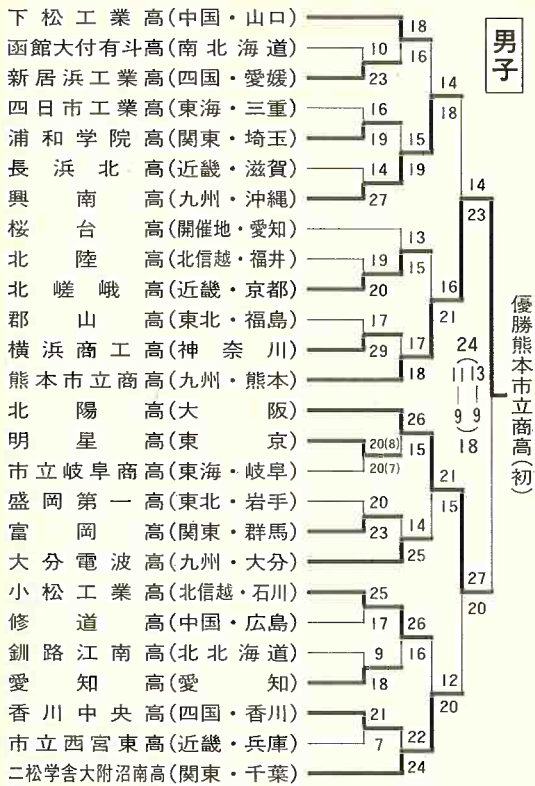 男子
下松工業高(中国・山口)
函館大付有斗高(南北海道)
新居浜工業高(四国・愛媛)
四日市工業高(東海・三重)
浦和学院高(関東・埼玉)
長浜北高(近畿・滋賀)
興南高(九州・沖縄)
桜台高(開催地・愛知)
北陸高(北信越・福井)
北嵯峨高(近畿・京都)
郡山高(東北・福島)
横浜商工高(神奈川)
熊本市立商高(九州・熊本)
北陽高(大阪)
明星高(東京)
市立岐阜商高(東海・岐阜)
盛岡第一高(東北・岩手)
富岡高(関東・群馬)
大分電波高(九州・大分)
小松工業高(北信越・石川)
修道高(中国・広島)
釧路江南高(北北海道)
愛知高(愛知)
香川中央高(四国・香川)
市立西宮東高(近畿・兵庫)
二松学舎大附沼南高(関東・千葉)
10
23
16
19
14
27
19
20
17
29
20(8)
20(7)
20
23
25
17
9
18
21
7
18
16
15
19
13
15
17
18
26
15
14
25
26
16
22
24
14
18
16
21
21
15
12
20
14
23
27
20
24
(11-9
13-9)
18
優勝熊本市立商高(初)